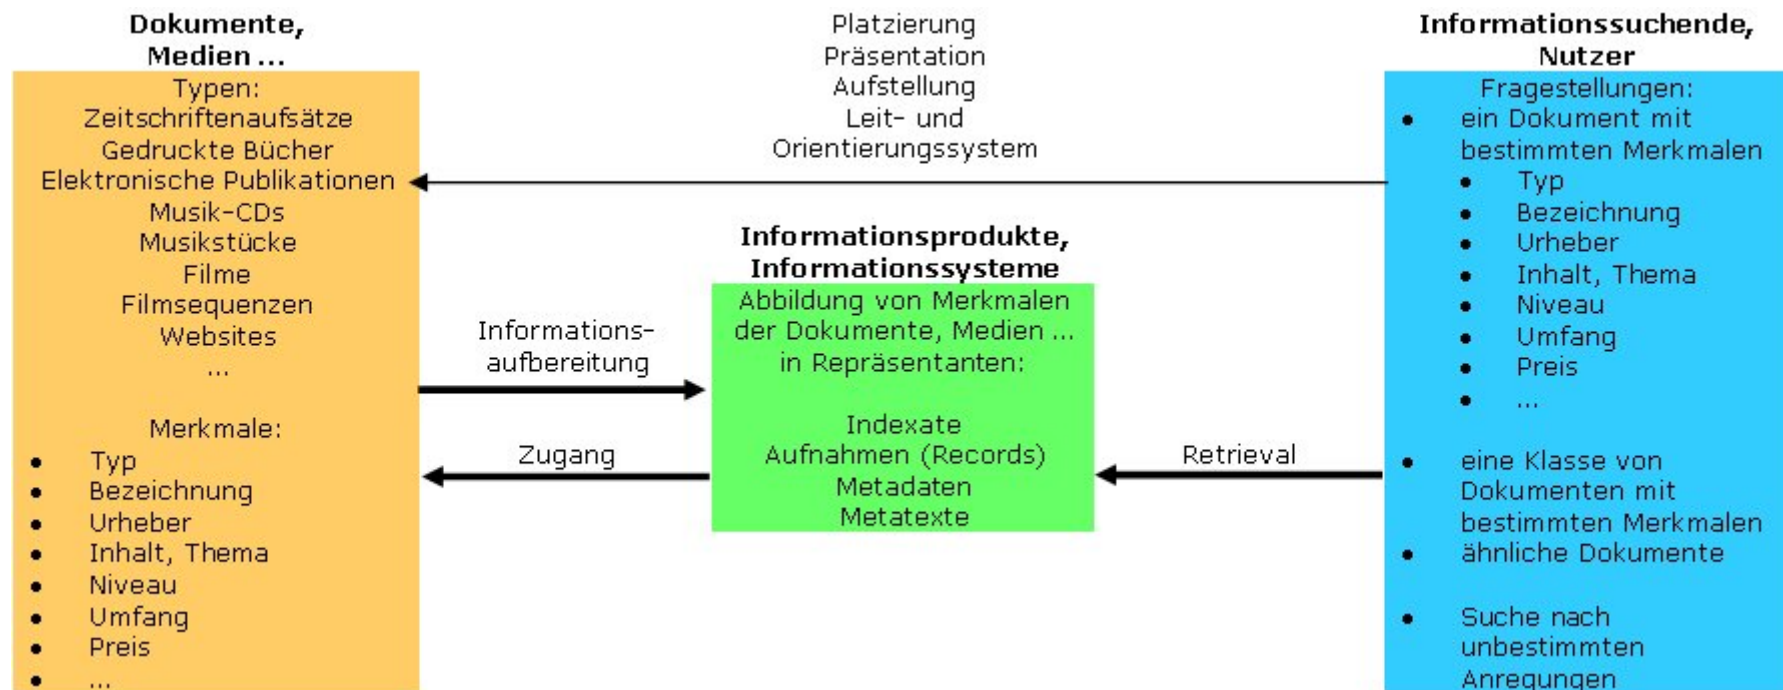 Dokumente,
Medien ...
Typen:
Zeitschriftenaufsätze
Gedruckte Bücher
Elektronische Publikationen
Musik-CDs
Musikstücke
Filme
Filmsequenzen
Websites
...
Merkmale:
• Typ
• Bezeichnung
• Urheber
• Inhalt, Thema
• Niveau
• Umfang
• Preis
• ...
Platzierung
Präsentation
Aufstellung
Leit- und
Orientierungssystem
Informations-
aufbereitung
Zugang
Informationsprodukte,
Informationssysteme
Abbildung von Merkmalen
der Dokumente, Medien ...
in Repräsentanten:
Indexate
Aufnahmen (Records)
Metadaten
Metatexte
Retrieval
Informationssuchende,
Nutzer
Fragestellungen:
• ein Dokument mit
bestimmten Merkmalen
• Typ
• Bezeichnung
• Urheber
• Inhalt, Thema
• Niveau
• Umfang
• Preis
• ...
• eine Klasse von
Dokumenten mit
bestimmten Merkmalen
• ähnliche Dokumente
• Suche nach
unbestimmten
Anregungen